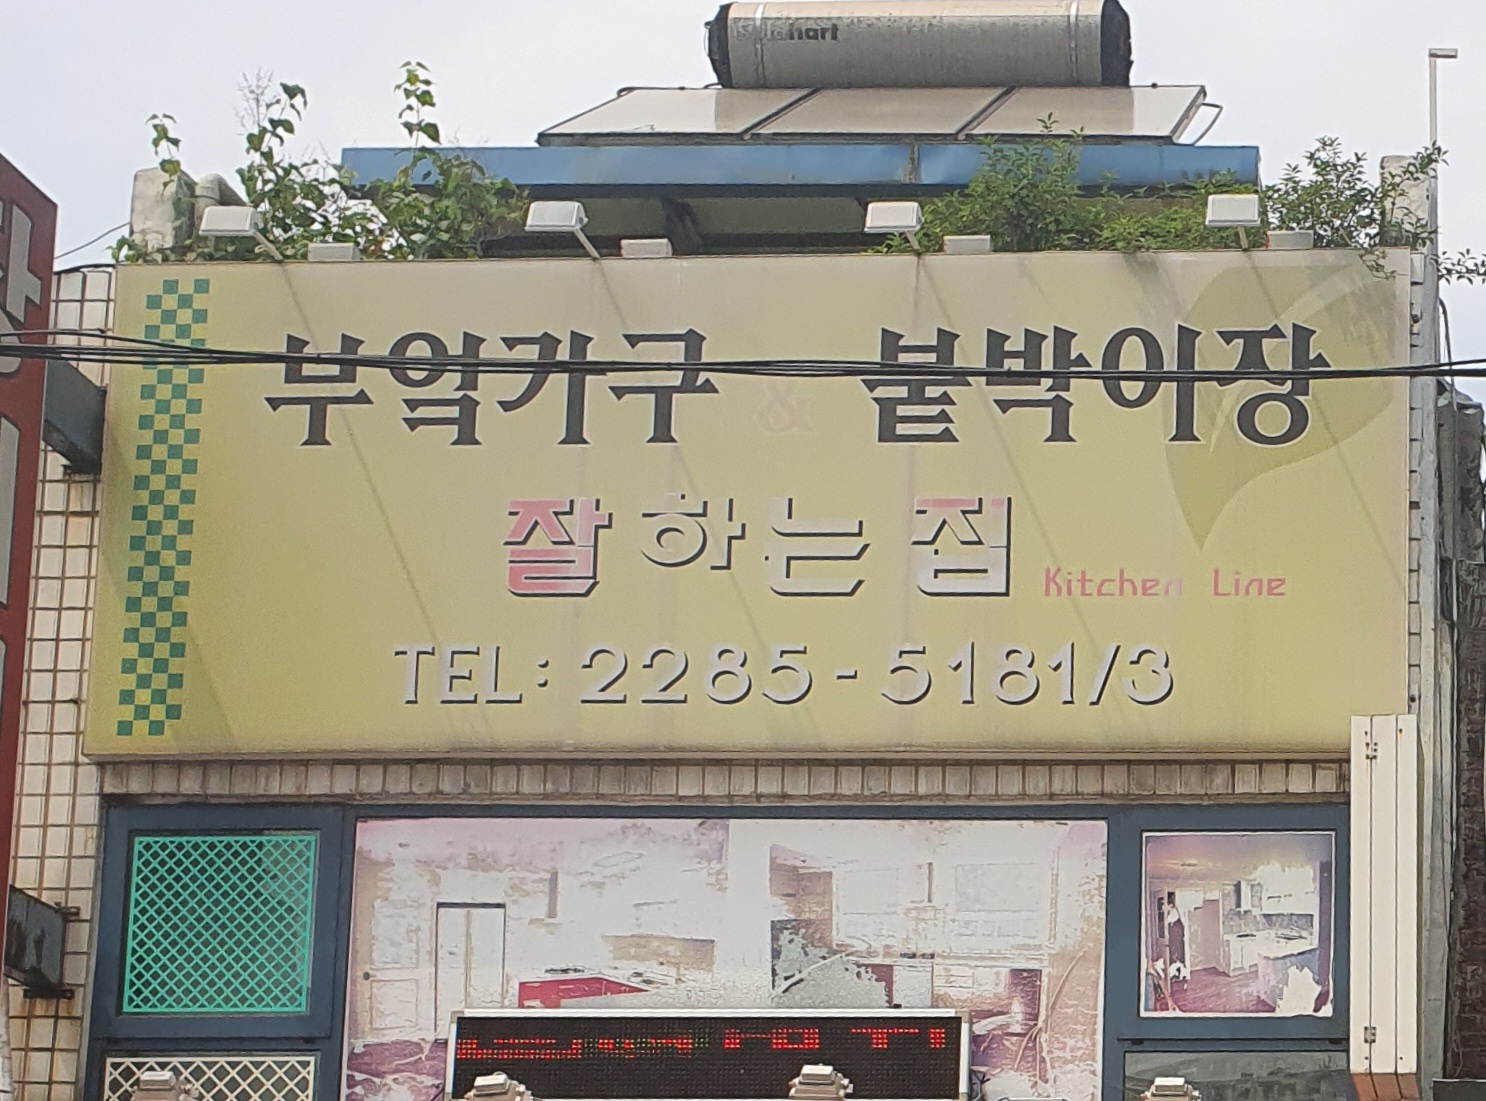 부엌가구 & 붙박이장
잘하는집 Kitchen Line
TEL: 2285-5181/3